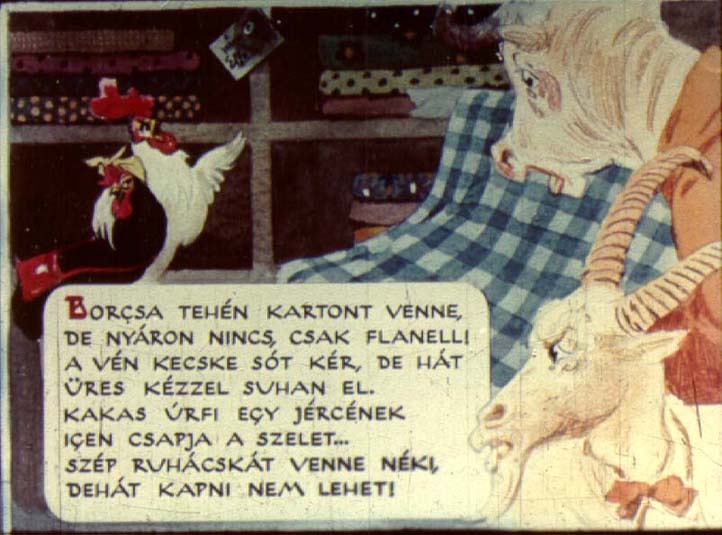 BORCSA TEHÉN KARTONT VENNE,
DE NYÁRON NINCS, CSAK FLANELL!
A VÉN KECSKE SÓT KÉR, DE HÁT
ÜRES KÉZZEL SUHAN EL.
KAKAS ÚRFI EGY JÉRCÉNEK
IGEN CSAPJA A SZELET...
SZÉP RUHÁCSKÁT VENNE NÉKI,
DEHÁT KAPNI NEM LEHET!